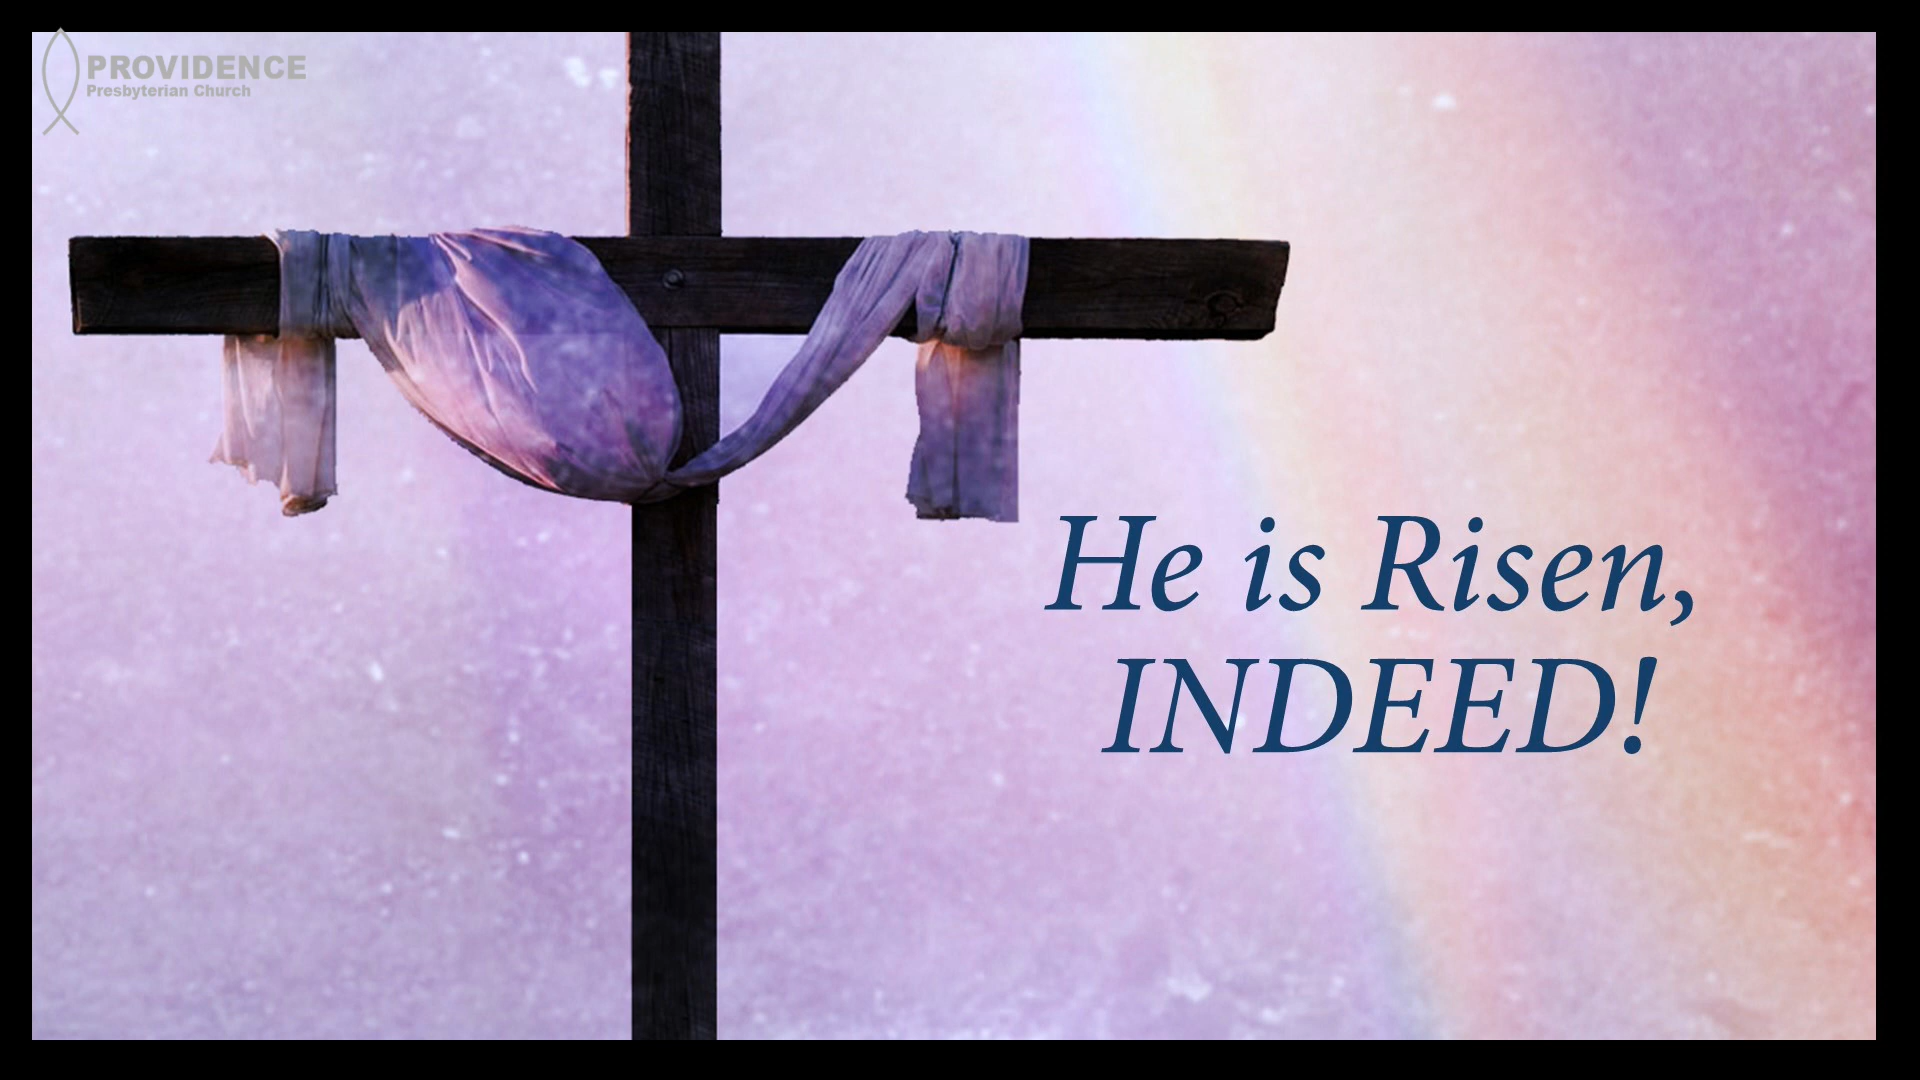 PROVIDENCE
Presbyterian Church
He is Risen,
INDEED!